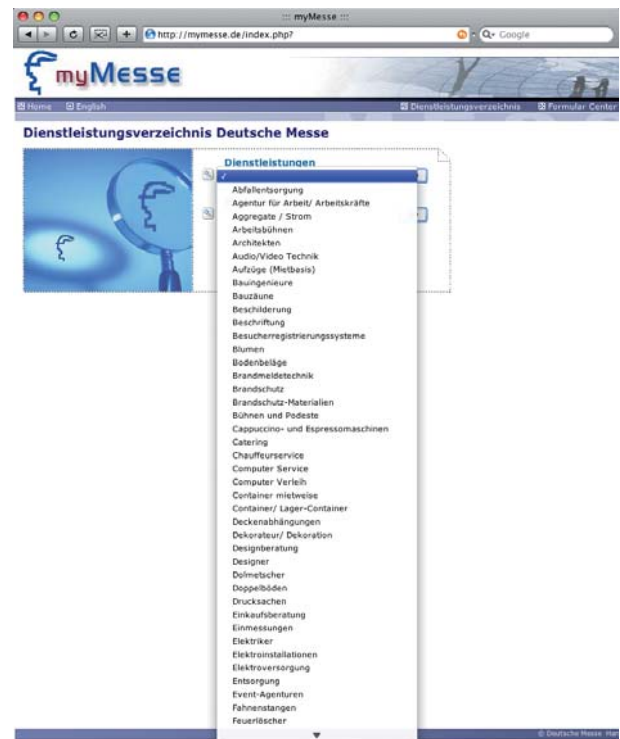 ::: myMesse :::
http://mymesse.de/index.php?
Google
myMesse
Home English Dienstleistungsverzeichnis Formular Center
Dienstleistungsverzeichnis Deutsche Messe
Dienstleistungen
Abfallentsorgung
Agentur für Arbeit/ Arbeitskräfte
Aggregate / Strom
Arbeitsbühnen
Architekten
Audio/Video Technik
Aufzüge (Mietbasis)
Bauingenieure
Bauzäune
Beschilderung
Beschriftung
Besucherregistrierungssysteme
Blumen
Bodenbeläge
Brandmeldetechnik
Brandschutz
Brandschutz-Materialien
Bühnen und Podeste
Cappuccino- und Espressomaschinen
Catering
Chauffeurservice
Computer Service
Computer Verleih
Container mietweise
Container/ Lager-Container
Deckenabhängungen
Dekorateur/ Dekoration
Designberatung
Designer
Dolmetscher
Doppelböden
Drucksachen
Einkaufsberatung
Einmessungen
Elektriker
Elektroinstallationen
Elektroversorgung
Entsorgung
Event-Agenturen
Fahnenstangen
Feuerlöscher
© Deutsche Messe Han